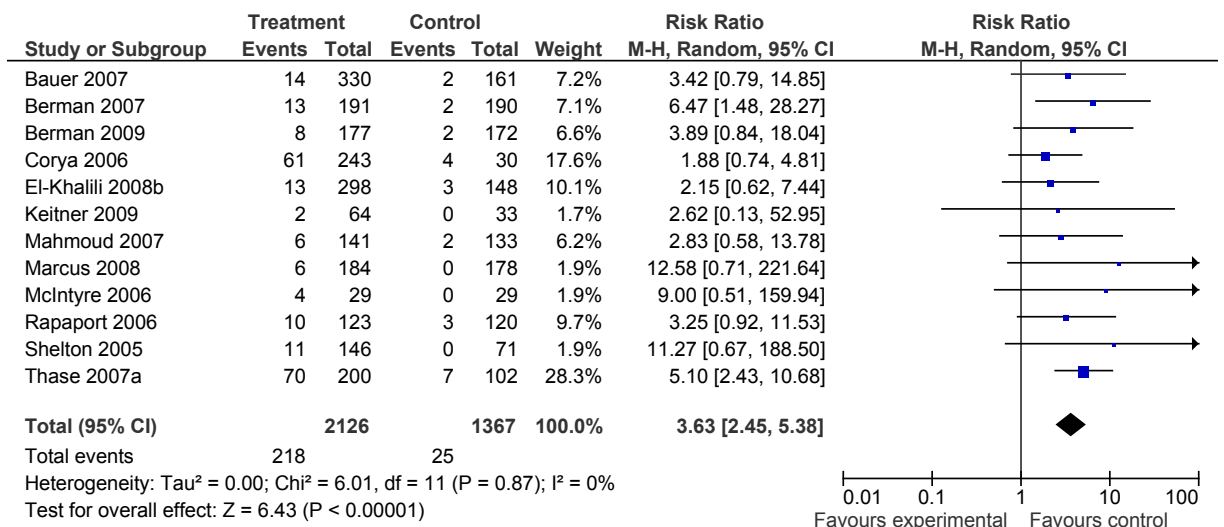 Treatment Control Risk Ratio Risk Ratio
Study or Subgroup Events Total Events Total Weight M-H, Random, 95% CI M-H, Random, 95% CI
Bauer 2007 14 330 2 161 7.2% 3.42 [0.79, 14.85]
Berman 2007 13 191 2 190 7.1% 6.47 [1.48, 28.27]
Berman 2009 8 177 2 172 6.6% 3.89 [0.84, 18.04]
Corya 2006 61 243 4 30 17.6% 1.88 [0.74, 4.81]
El-Khalili 2008b 13 298 3 148 10.1% 2.15 [0.62, 7.44]
Keitner 2009 2 64 0 33 1.7% 2.62 [0.13, 52.95]
Mahmoud 2007 6 141 2 133 6.2% 2.83 [0.58, 13.78]
Marcus 2008 6 184 0 178 1.9% 12.58 [0.71, 221.64]
McIntyre 2006 4 29 0 29 1.9% 9.00 [0.51, 159.94]
Rapaport 2006 10 123 3 120 9.7% 3.25 [0.92, 11.53]
Shelton 2005 11 146 0 71 1.9% 11.27 [0.67, 188.50]
Thase 2007a 70 200 7 102 28.3% 5.10 [2.43, 10.68]
Total (95% CI) 2126 1367 100.0% 3.63 [2.45, 5.38]
Total events 218 25
Heterogeneity: Tau² = 0.00; Chi² = 6.01, df = 11 (P = 0.87); I² = 0%
Test for overall effect: Z = 6.43 (P < 0.00001)
0.01 0.1 1 10 100
Favours experimental Favours control